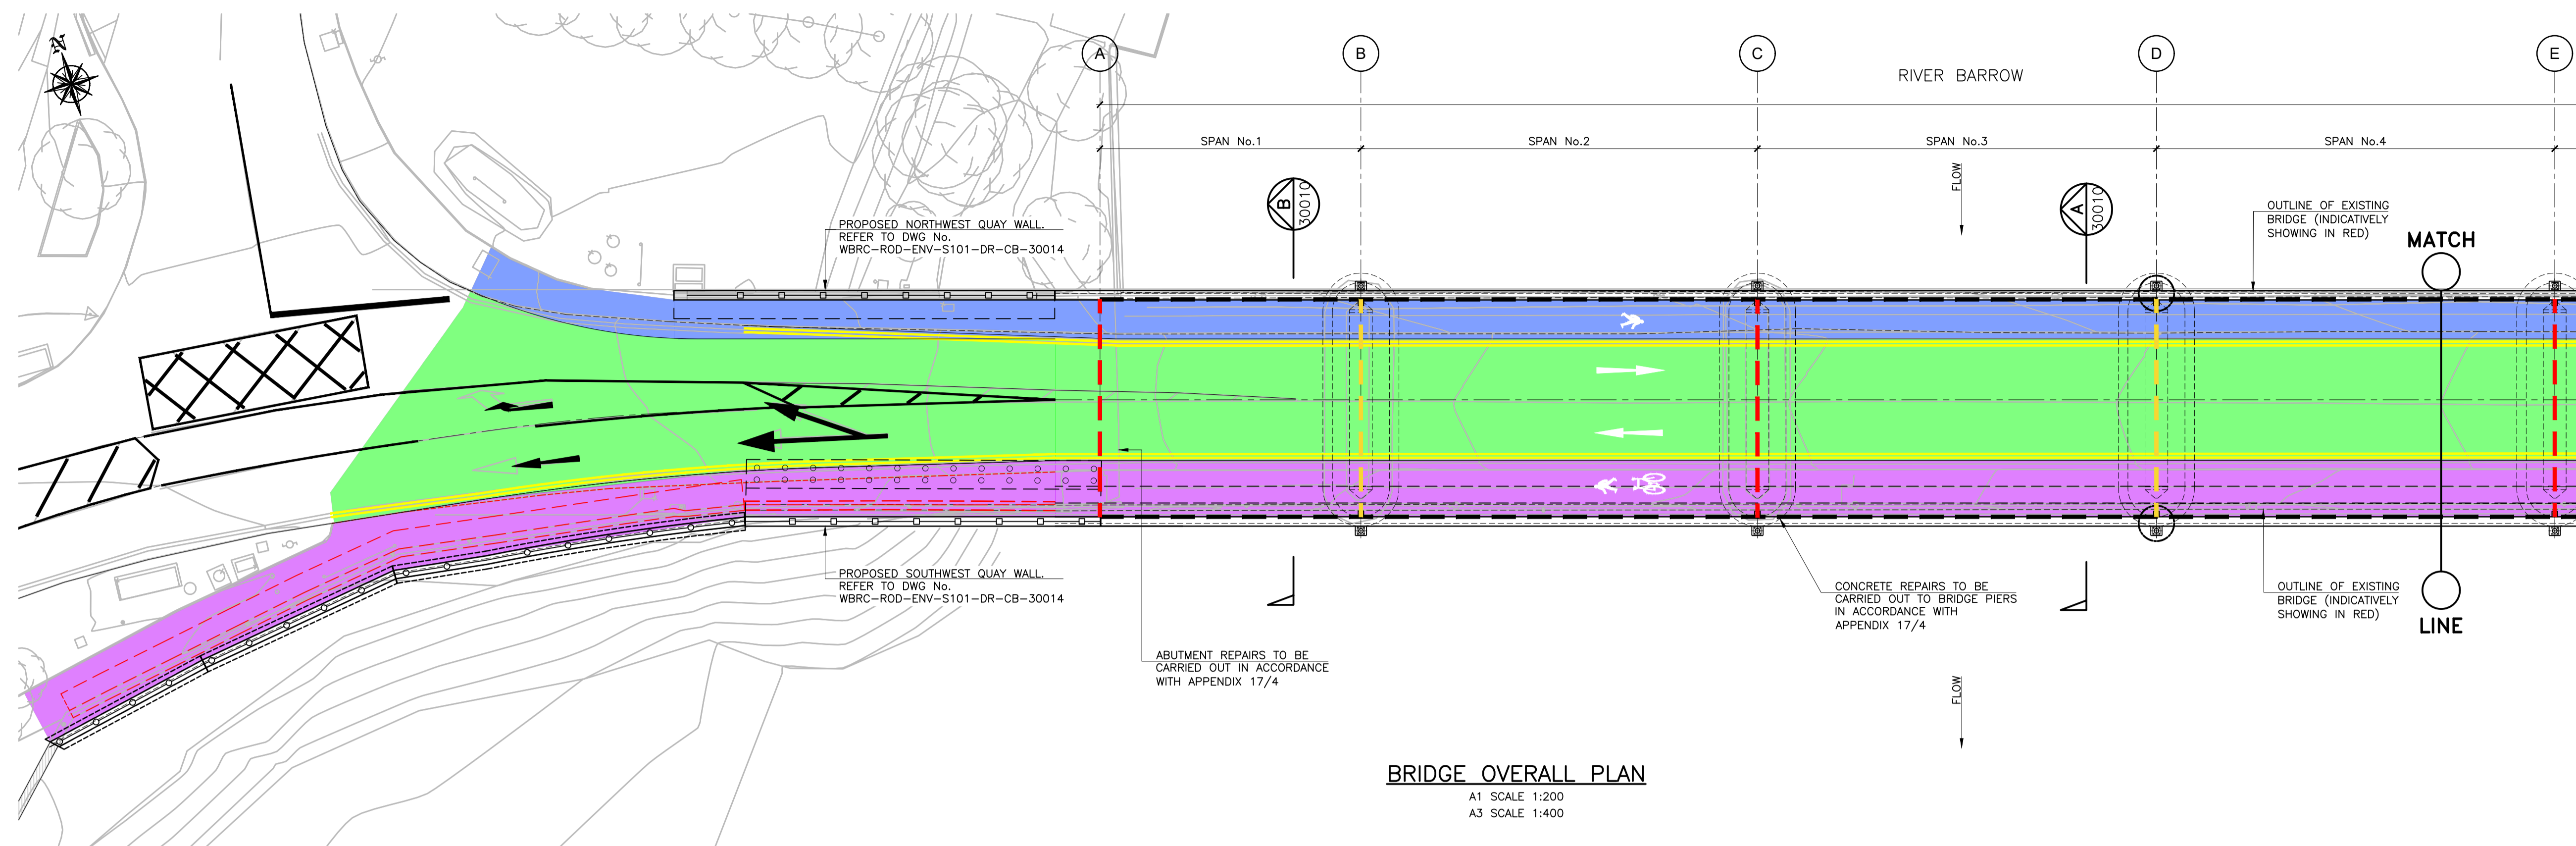 N
A
B
C
D
E
RIVER BARROW
SPAN No.1
SPAN No.2
SPAN No.3
SPAN No.4
FLOW
B
30010
A
30010
OUTLINE OF EXISTING
BRIDGE (INDICATIVELY
SHOWING IN RED)
MATCH
PROPOSED NORTHWEST QUAY WALL.
REFER TO DWG No.
WBRC-ROD-ENV-S101-DR-CB-30014
PROPOSED SOUTHWEST QUAY WALL.
REFER TO DWG No.
WBRC-ROD-ENV-S101-DR-CB-30014
CONCRETE REPAIRS TO BE
CARRIED OUT TO BRIDGE PIERS
IN ACCORDANCE WITH
APPENDIX 17/4
OUTLINE OF EXISTING
BRIDGE (INDICATIVELY
SHOWING IN RED)
LINE
ABUTMENT REPAIRS TO BE
CARRIED OUT IN ACCORDANCE
WITH APPENDIX 17/4
FLOW
BRIDGE OVERALL PLAN
A1 SCALE 1:200
A3 SCALE 1:400